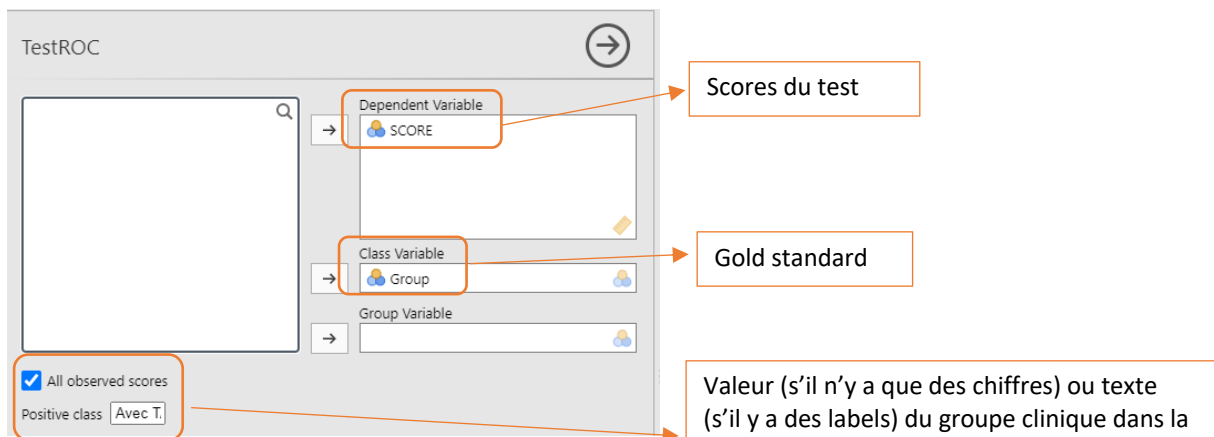 TestROC
Scores du test
Dependent Variable
SCORE
Class Variable
Gold standard
Group
Group Variable
All observed scores
Positive class Avec T.
Valeur (s’il n’y a que des chiffres) ou texte
(s’il y a des labels) du groupe clinique dans la